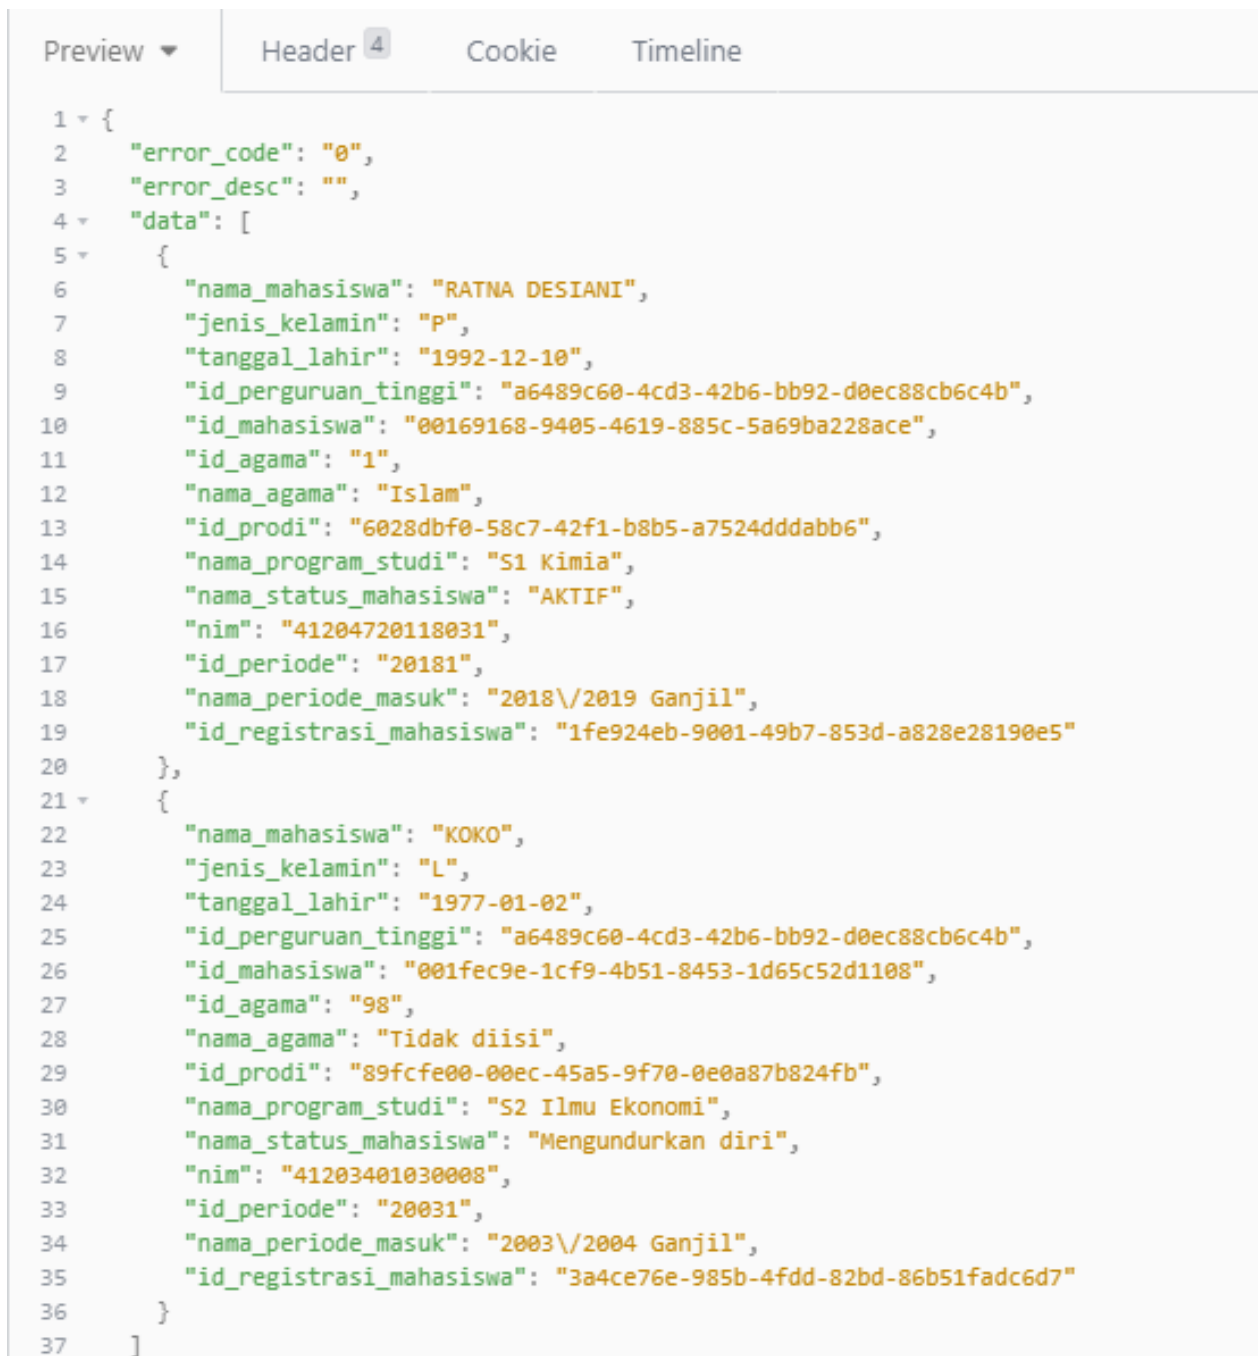 Preview Header 4 Cookie Timeline
1 {
2 "error_code": "0",
3 "error_desc": "",
4 "data": [
5 {
6 "nama_mahasiswa": "RATNA DESIANI",
7 "jenis_kelamin": "P",
8 "tanggal_lahir": "1992-12-10",
9 "id_perguruan_tinggi": "a6489c60-4cd3-42b6-bb92-d0ec88cb6c4b",
10 "id_mahasiswa": "00169168-9405-4619-885c-5a69ba228ace",
11 "id_agama": "1",
12 "nama_agama": "Islam",
13 "id_prodi": "6028dbf0-58c7-42f1-b8b5-a7524dddabb6",
14 "nama_program_studi": "S1 Kimia",
15 "nama_status_mahasiswa": "AKTIF",
16 "nim": "41204720118031",
17 "id_periode": "20181",
18 "nama_periode_masuk": "2018\/2019 Ganjil",
19 "id_registrasi_mahasiswa": "1fe924eb-9001-49b7-853d-a828e28190e5"
20 },
21 {
22 "nama_mahasiswa": "KOKO",
23 "jenis_kelamin": "L",
24 "tanggal_lahir": "1977-01-02",
25 "id_perguruan_tinggi": "a6489c60-4cd3-42b6-bb92-d0ec88cb6c4b",
26 "id_mahasiswa": "001fec9e-1cf9-4b51-8453-1d65c52d1108",
27 "id_agama": "98",
28 "nama_agama": "Tidak diisi",
29 "id_prodi": "89fcfe00-00ec-45a5-9f70-0e0a87b824fb",
30 "nama_program_studi": "S2 Ilmu Ekonomi",
31 "nama_status_mahasiswa": "Mengundurkan diri",
32 "nim": "41203401030008",
33 "id_periode": "20031",
34 "nama_periode_masuk": "2003\/2004 Ganjil",
35 "id_registrasi_mahasiswa": "3a4ce76e-985b-4fdd-82bd-86b51fadc6d7"
36 }
37 ]